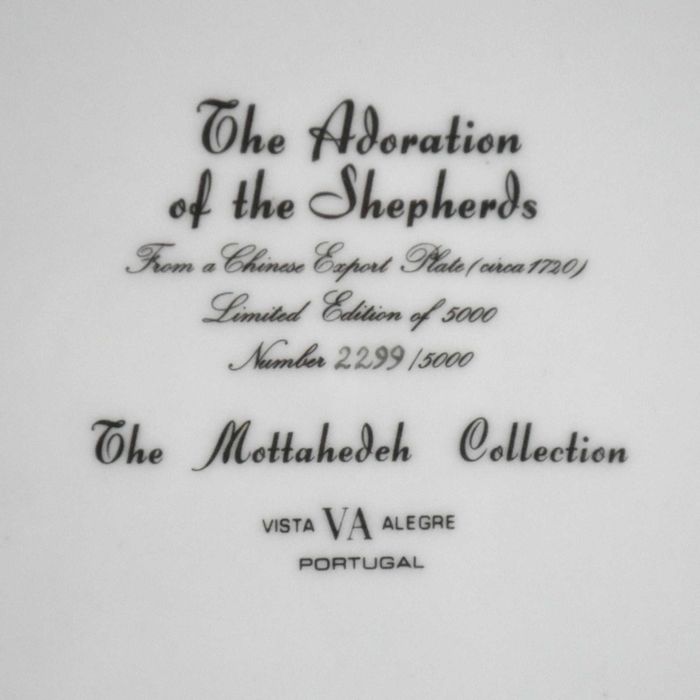 The Adoration
of the Shepherds
From a Chinese Export Plate (circa 1720)
Limited Edition of 5000
Number 2299/5000
The Mottahedeh Collection
VISTA VA ALEGRE
PORTUGAL